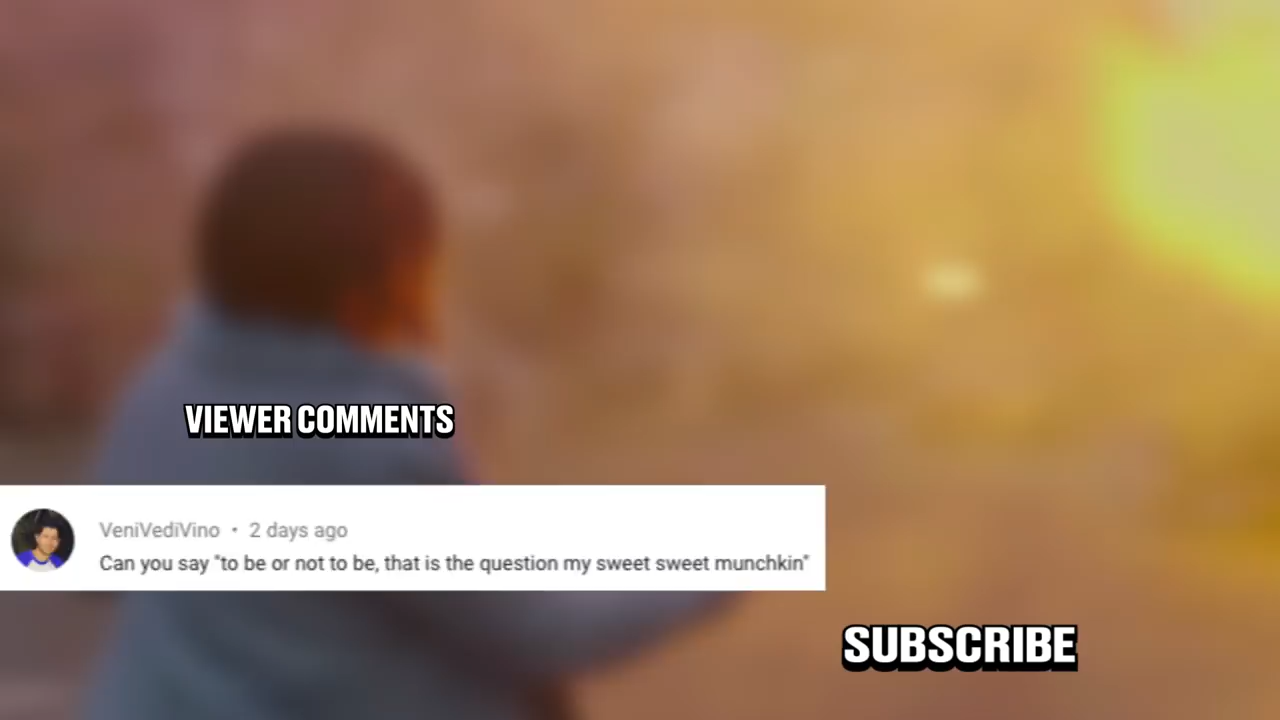 VIEWER COMMENTS
VeniVediVino • 2 days ago
Can you say "to be or not to be, that is the question my sweet sweet munchkin"
SUBSCRIBE